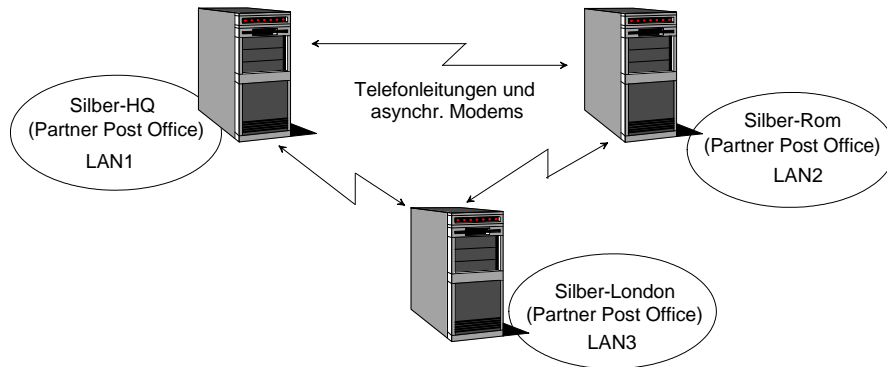 Telefonleitungen und
asynchr. Modems
Silber-HQ
(Partner Post Office)
LAN1
Silber-Rom
(Partner Post Office)
LAN2
Silber-London
(Partner Post Office)
LAN3